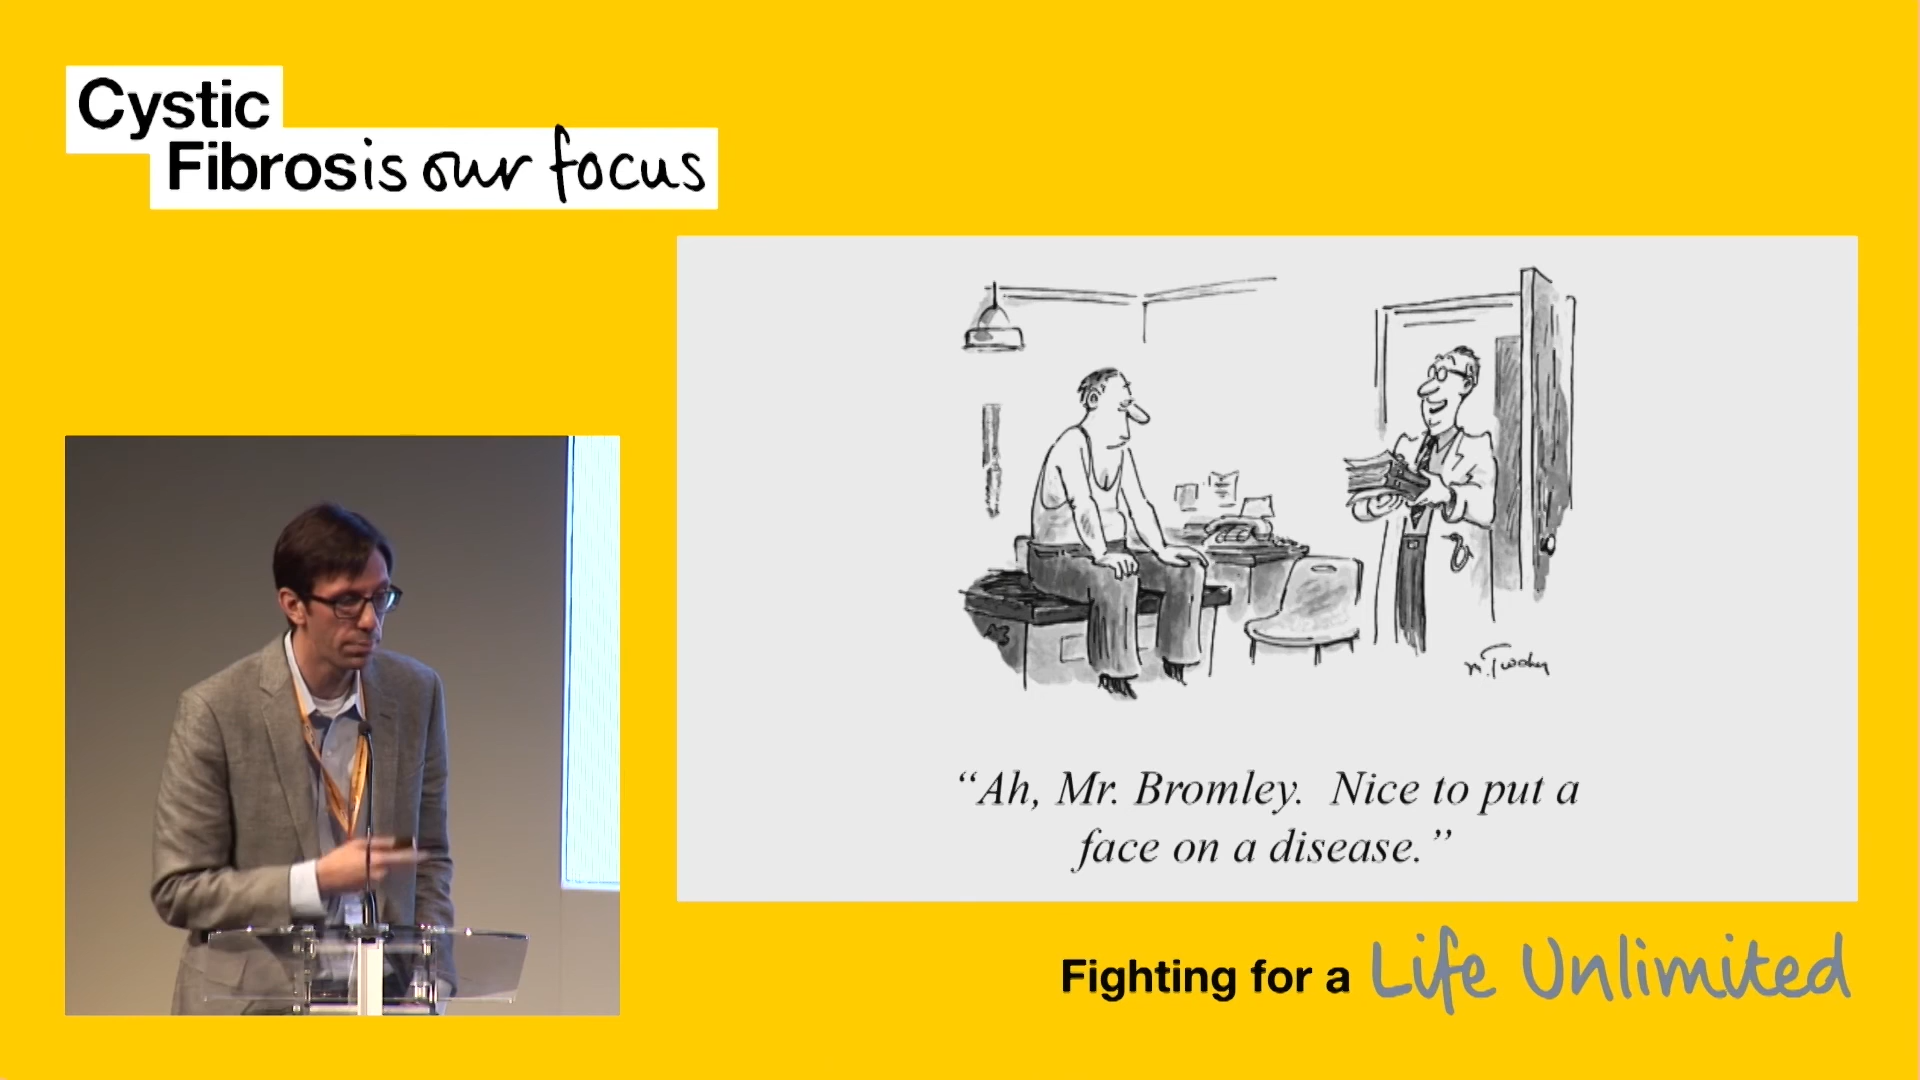 Cystic
Fibrosis our focus
“Ah, Mr. Bromley. Nice to put a
face on a disease.”
Fighting for a Life Unlimited